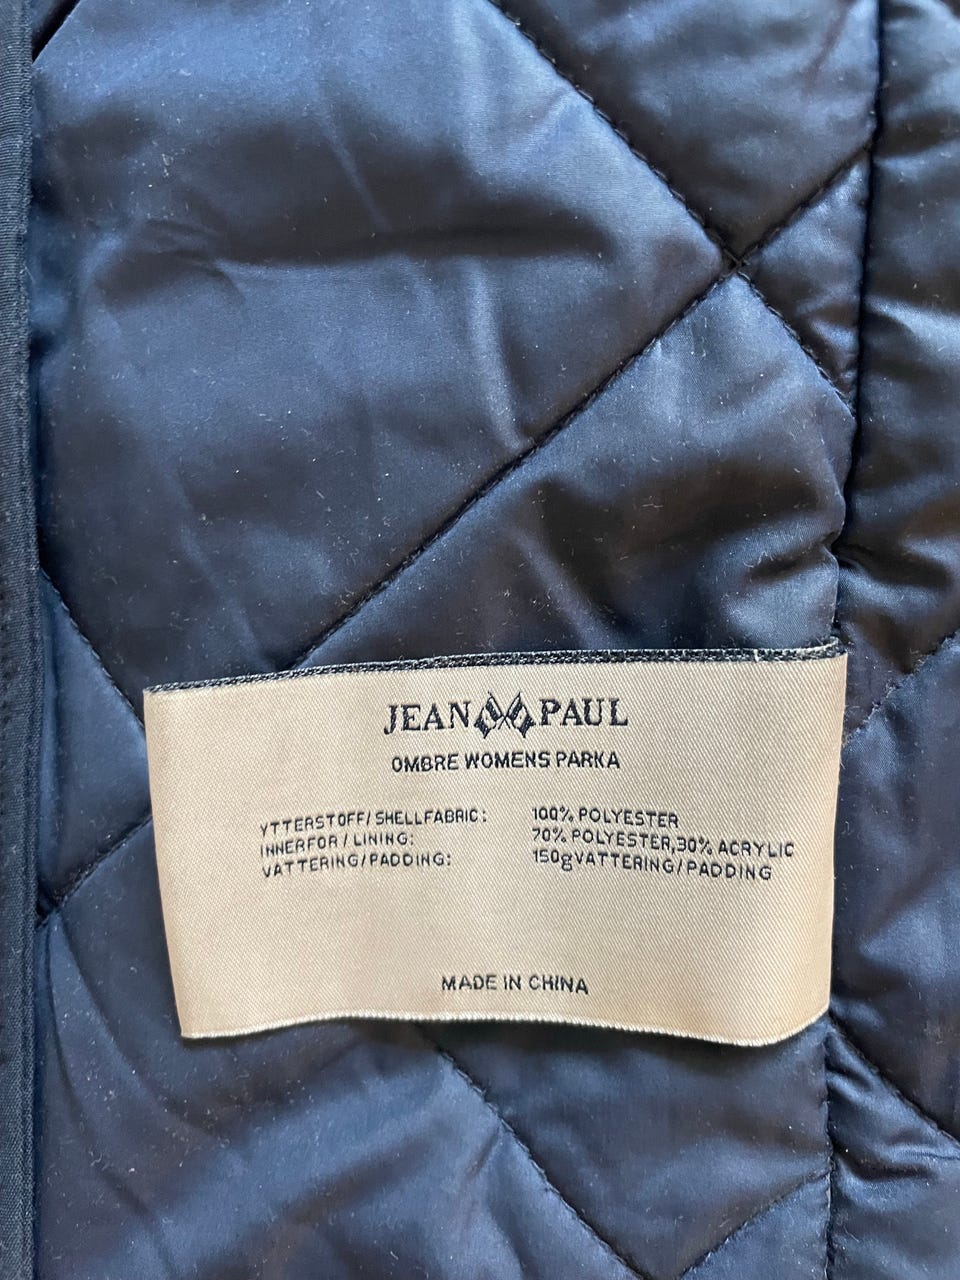 JEAN PAUL
OMBRE WOMENS PARKA
YTTERSTOFF/SHELLFABRIC: 100% POLYESTER
INNERFOR/LINING: 70% POLYESTER,30% ACRYLIC
VATTERING/PADDING: 150g VATTERING/PADDING
MADE IN CHINA